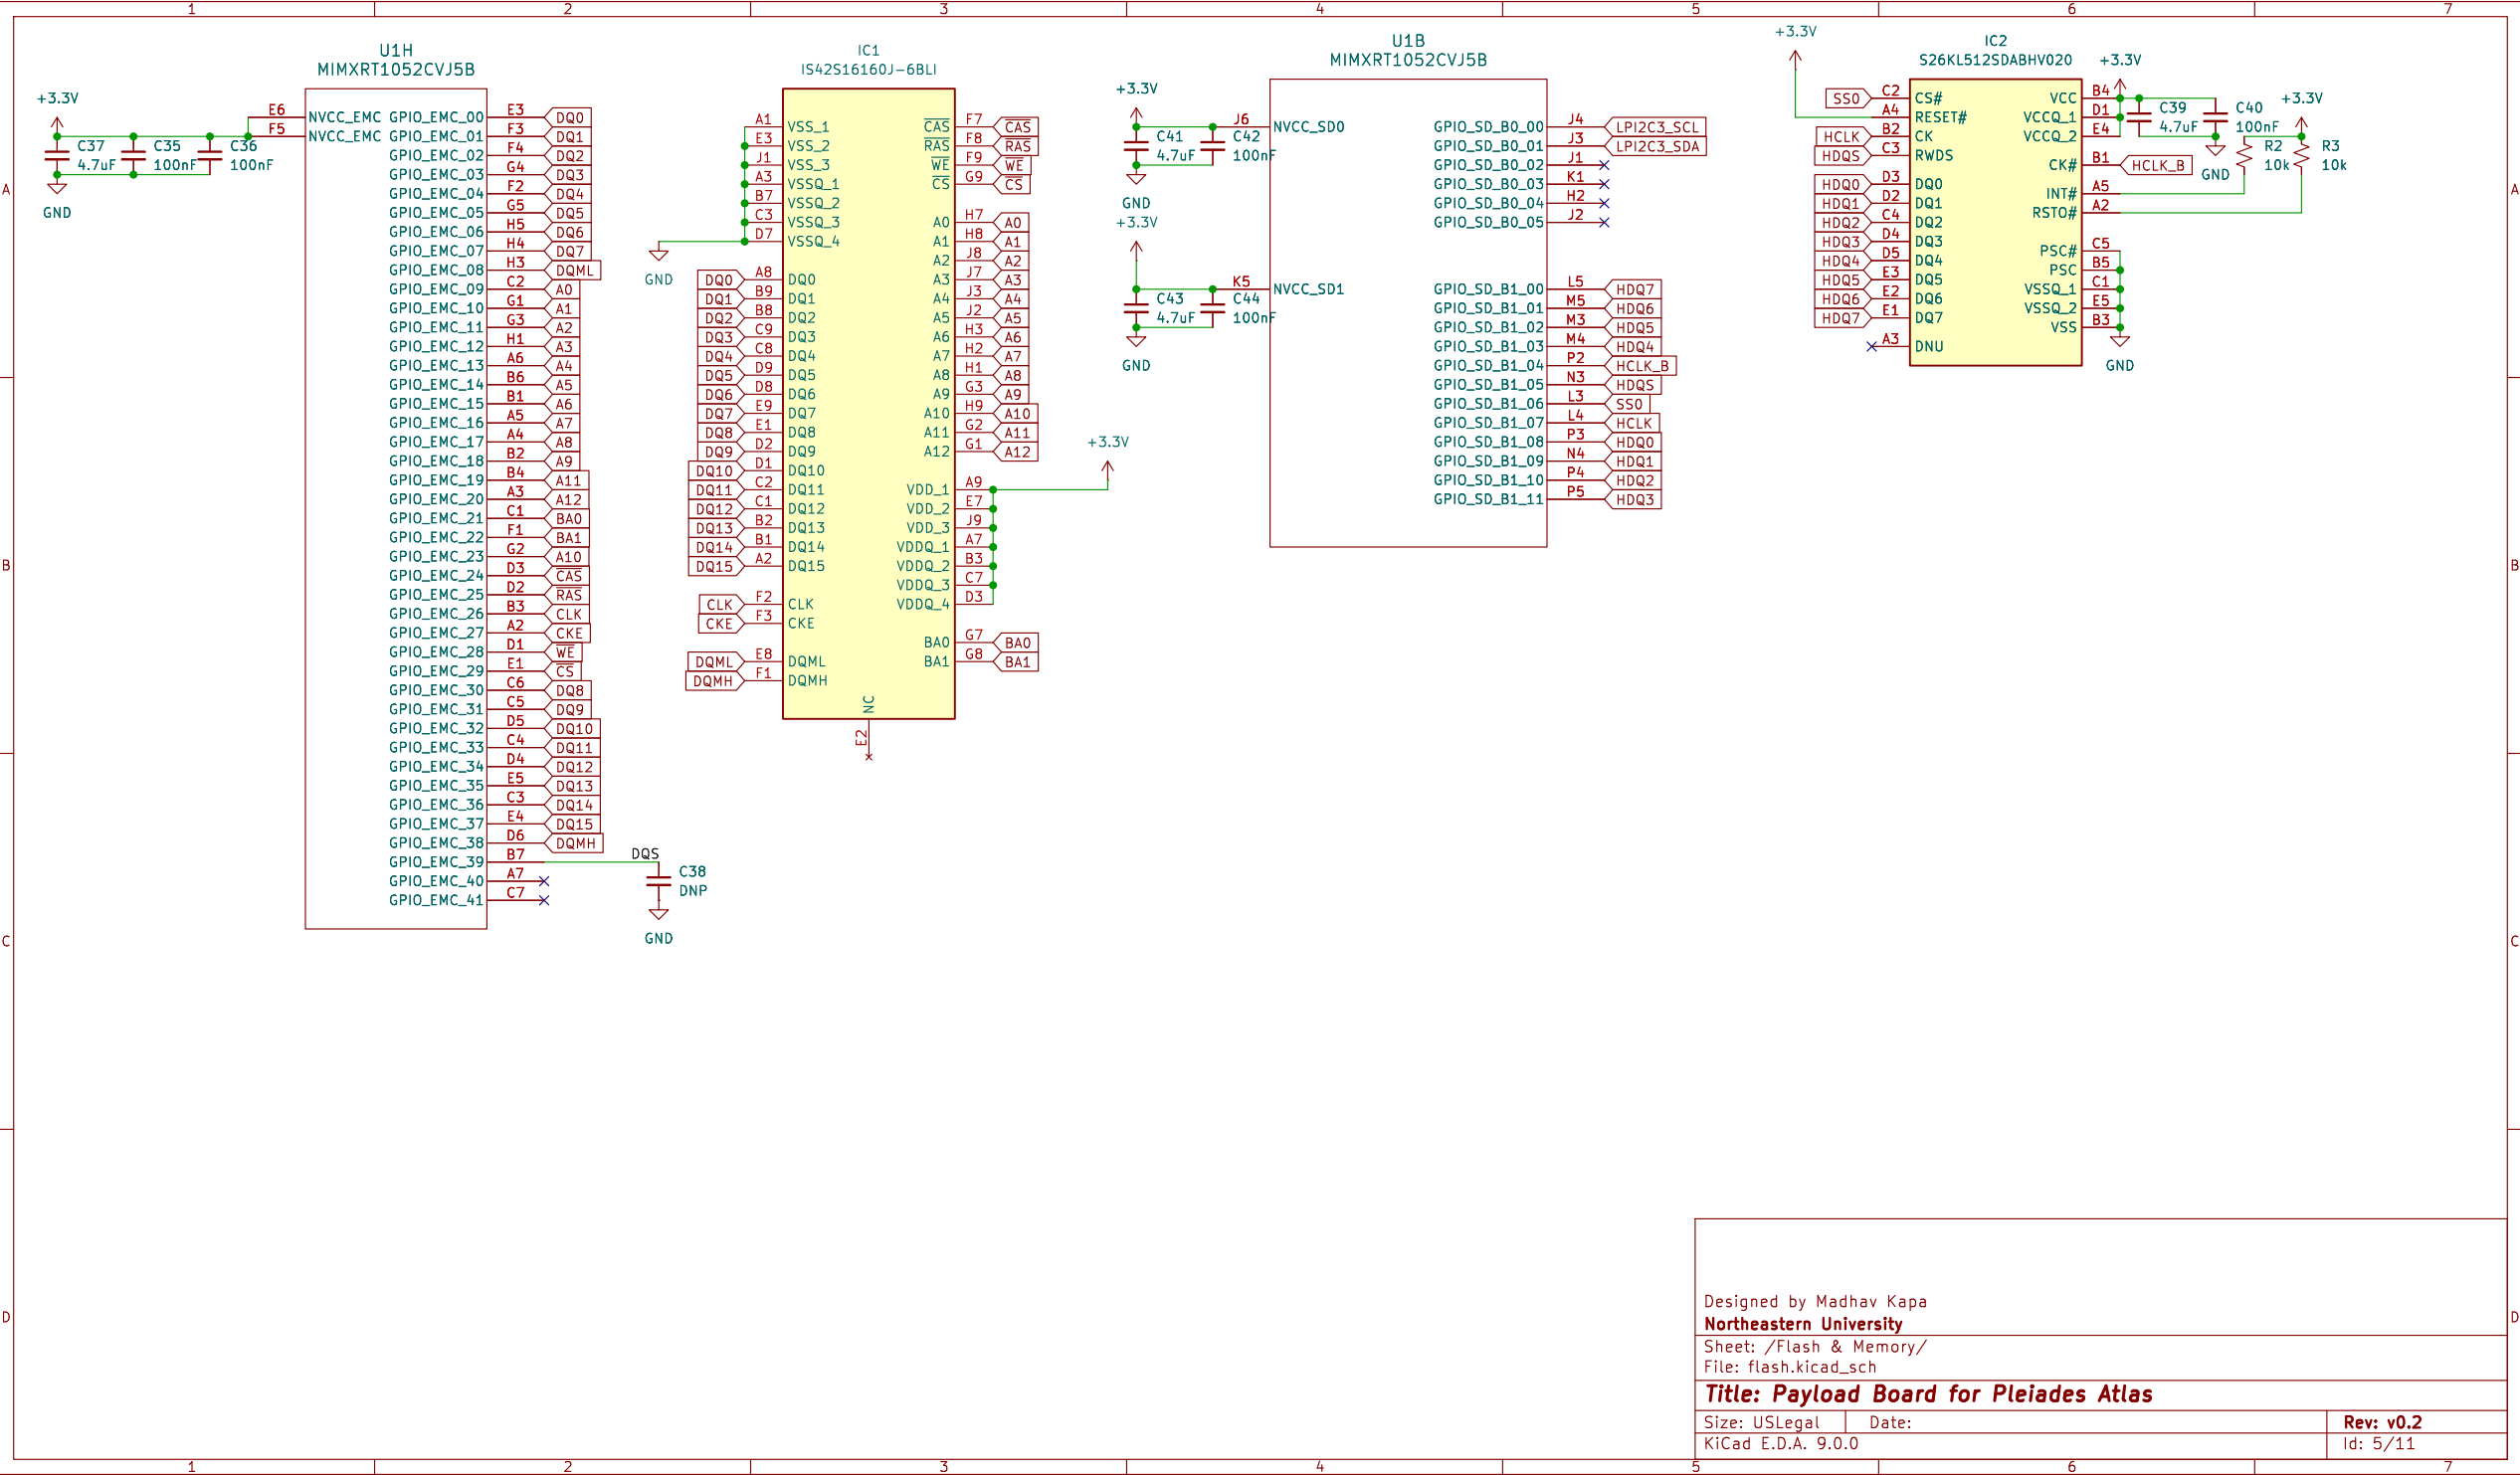 1 2 3 4 5 6 7
A
B
C
D
U1H
MIMXRT1052CVJ5B
+3.3V
C37
4.7uF
C35
100nF
C36
100nF
GND
E6 NVCC_EMC
F5 NVCC_EMC
GPIO_EMC_00 E3 DQ0
GPIO_EMC_01 F3 DQ1
GPIO_EMC_02 F4 DQ2
GPIO_EMC_03 G4 DQ3
GPIO_EMC_04 F2 DQ4
GPIO_EMC_05 G5 DQ5
GPIO_EMC_06 H5 DQ6
GPIO_EMC_07 H4 DQ7
GPIO_EMC_08 H3 DQML
GPIO_EMC_09 C2 A0
GPIO_EMC_10 G1 A1
GPIO_EMC_11 G3 A2
GPIO_EMC_12 H1 A3
GPIO_EMC_13 A6 A4
GPIO_EMC_14 B6 A5
GPIO_EMC_15 B1 A6
GPIO_EMC_16 A5 A7
GPIO_EMC_17 A4 A8
GPIO_EMC_18 B2 A9
GPIO_EMC_19 B4 A11
GPIO_EMC_20 A3 A12
GPIO_EMC_21 C1 BA0
GPIO_EMC_22 F1 BA1
GPIO_EMC_23 G2 A10
GPIO_EMC_24 D3 CAS
GPIO_EMC_25 D2 RAS
GPIO_EMC_26 B3 CLK
GPIO_EMC_27 A2 CKE
GPIO_EMC_28 D1 WE
GPIO_EMC_29 E1 CS
GPIO_EMC_30 C6 DQ8
GPIO_EMC_31 C5 DQ9
GPIO_EMC_32 D5 DQ10
GPIO_EMC_33 C4 DQ11
GPIO_EMC_34 D4 DQ12
GPIO_EMC_35 E5 DQ13
GPIO_EMC_36 C3 DQ14
GPIO_EMC_37 E4 DQ15
GPIO_EMC_38 D6 DQMH
GPIO_EMC_39 B7 DQS
GPIO_EMC_40 A7
GPIO_EMC_41 C7
C38
DNP
GND
IC1
IS42S16160J-6BLI
A1 VSS_1
E3 VSS_2
J1 VSS_3
A3 VSSQ_1
B7 VSSQ_2
C3 VSSQ_3
D7 VSSQ_4
GND
DQ0 A8 DQ0
DQ1 B9 DQ1
DQ2 B8 DQ2
DQ3 C9 DQ3
DQ4 C8 DQ4
DQ5 D9 DQ5
DQ6 D8 DQ6
DQ7 E9 DQ7
DQ8 E1 DQ8
DQ9 D2 DQ9
DQ10 D1 DQ10
DQ11 C2 DQ11
DQ12 C1 DQ12
DQ13 B2 DQ13
DQ14 B1 DQ14
DQ15 A2 DQ15
CLK F2 CLK
CKE F3 CKE
DQML E8 DQML
DQMH F1 DQMH
NC
E2
CAS F7 CAS
RAS F8 RAS
WE F9 WE
CS G9 CS
A0 H7 A0
A1 H8 A1
A2 J8 A2
A3 J7 A3
A4 J3 A4
A5 J2 A5
A6 H3 A6
A7 H2 A7
A8 H1 A8
A9 G3 A9
A10 H9 A10
A11 G2 A11
A12 G1 A12
+3.3V
VDD_1 A9
VDD_2 E7
VDD_3 J9
VDDQ_1 A7
VDDQ_2 B3
VDDQ_3 C7
VDDQ_4 D3
BA0 G7 BA0
BA1 G8 BA1
U1B
MIMXRT1052CVJ5B
+3.3V
C41
4.7uF
C42
100nF
GND
J6 NVCC_SD0
+3.3V
C43
4.7uF
C44
100nF
GND
K5 NVCC_SD1
GPIO_SD_B0_00 J4 LPI2C3_SCL
GPIO_SD_B0_01 J3 LPI2C3_SDA
GPIO_SD_B0_02 J1
GPIO_SD_B0_03 K1
GPIO_SD_B0_04 H2
GPIO_SD_B0_05 J2
GPIO_SD_B1_00 L5 HDQ7
GPIO_SD_B1_01 M5 HDQ6
GPIO_SD_B1_02 M3 HDQ5
GPIO_SD_B1_03 M4 HDQ4
GPIO_SD_B1_04 P2 HCLK_B
GPIO_SD_B1_05 N3 HDQS
GPIO_SD_B1_06 L3 SS0
GPIO_SD_B1_07 L4 HCLK
GPIO_SD_B1_08 P3 HDQ0
GPIO_SD_B1_09 N4 HDQ1
GPIO_SD_B1_10 P4 HDQ2
GPIO_SD_B1_11 P5 HDQ3
IC2
S26KL512SDABHV020
+3.3V
SS0 C2 CS#
A4 RESET#
HCLK B2 CK
HDQS C3 RWDS
HDQ0 D3 DQ0
HDQ1 D2 DQ1
HDQ2 C4 DQ2
HDQ3 D4 DQ3
HDQ4 D5 DQ4
HDQ5 E3 DQ5
HDQ6 E2 DQ6
HDQ7 E1 DQ7
A3 DNU
+3.3V
VCC B4
VCCQ_1 D1
VCCQ_2 E4
CK# B1 HCLK_B
INT# A5
RSTO# A2
PSC# C5
PSC B5
VSSQ_1 C1
VSSQ_2 E5
VSS B3
GND
C39
4.7uF
C40
100nF
GND
+3.3V
R2
10k
R3
10k
Designed by Madhav Kapa
Northeastern University
Sheet: /Flash & Memory/
File: flash.kicad_sch
Title: Payload Board for Pleiades Atlas
Size: USLegal Date: Rev: v0.2
KiCad E.D.A. 9.0.0 Id: 5/11
A
B
C
D
1 2 3 4 5 6 7